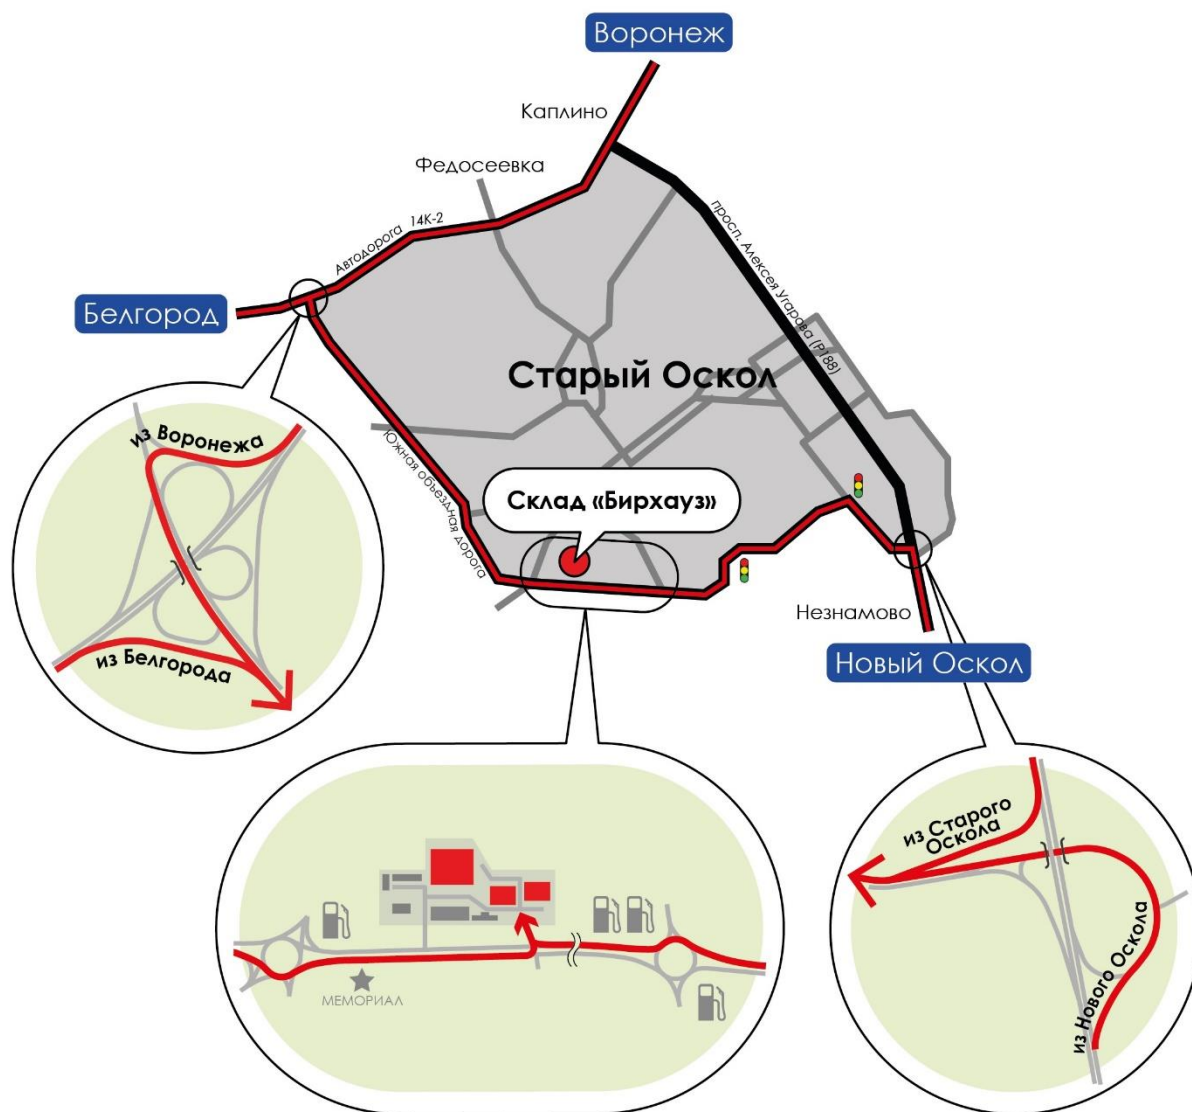 Воронеж
Каплино
Федосеевка
Автодорога 14К-2
просп. Алексея Угарова (Р188)
Белгород
Старый Оскол
из Воронежа
Южная объездная дорога
Склад «Бирхауз»
из Белгорода
Незнамово
Новый Оскол
из Старого
Оскола
из Нового Оскола
МЕМОРИАЛ